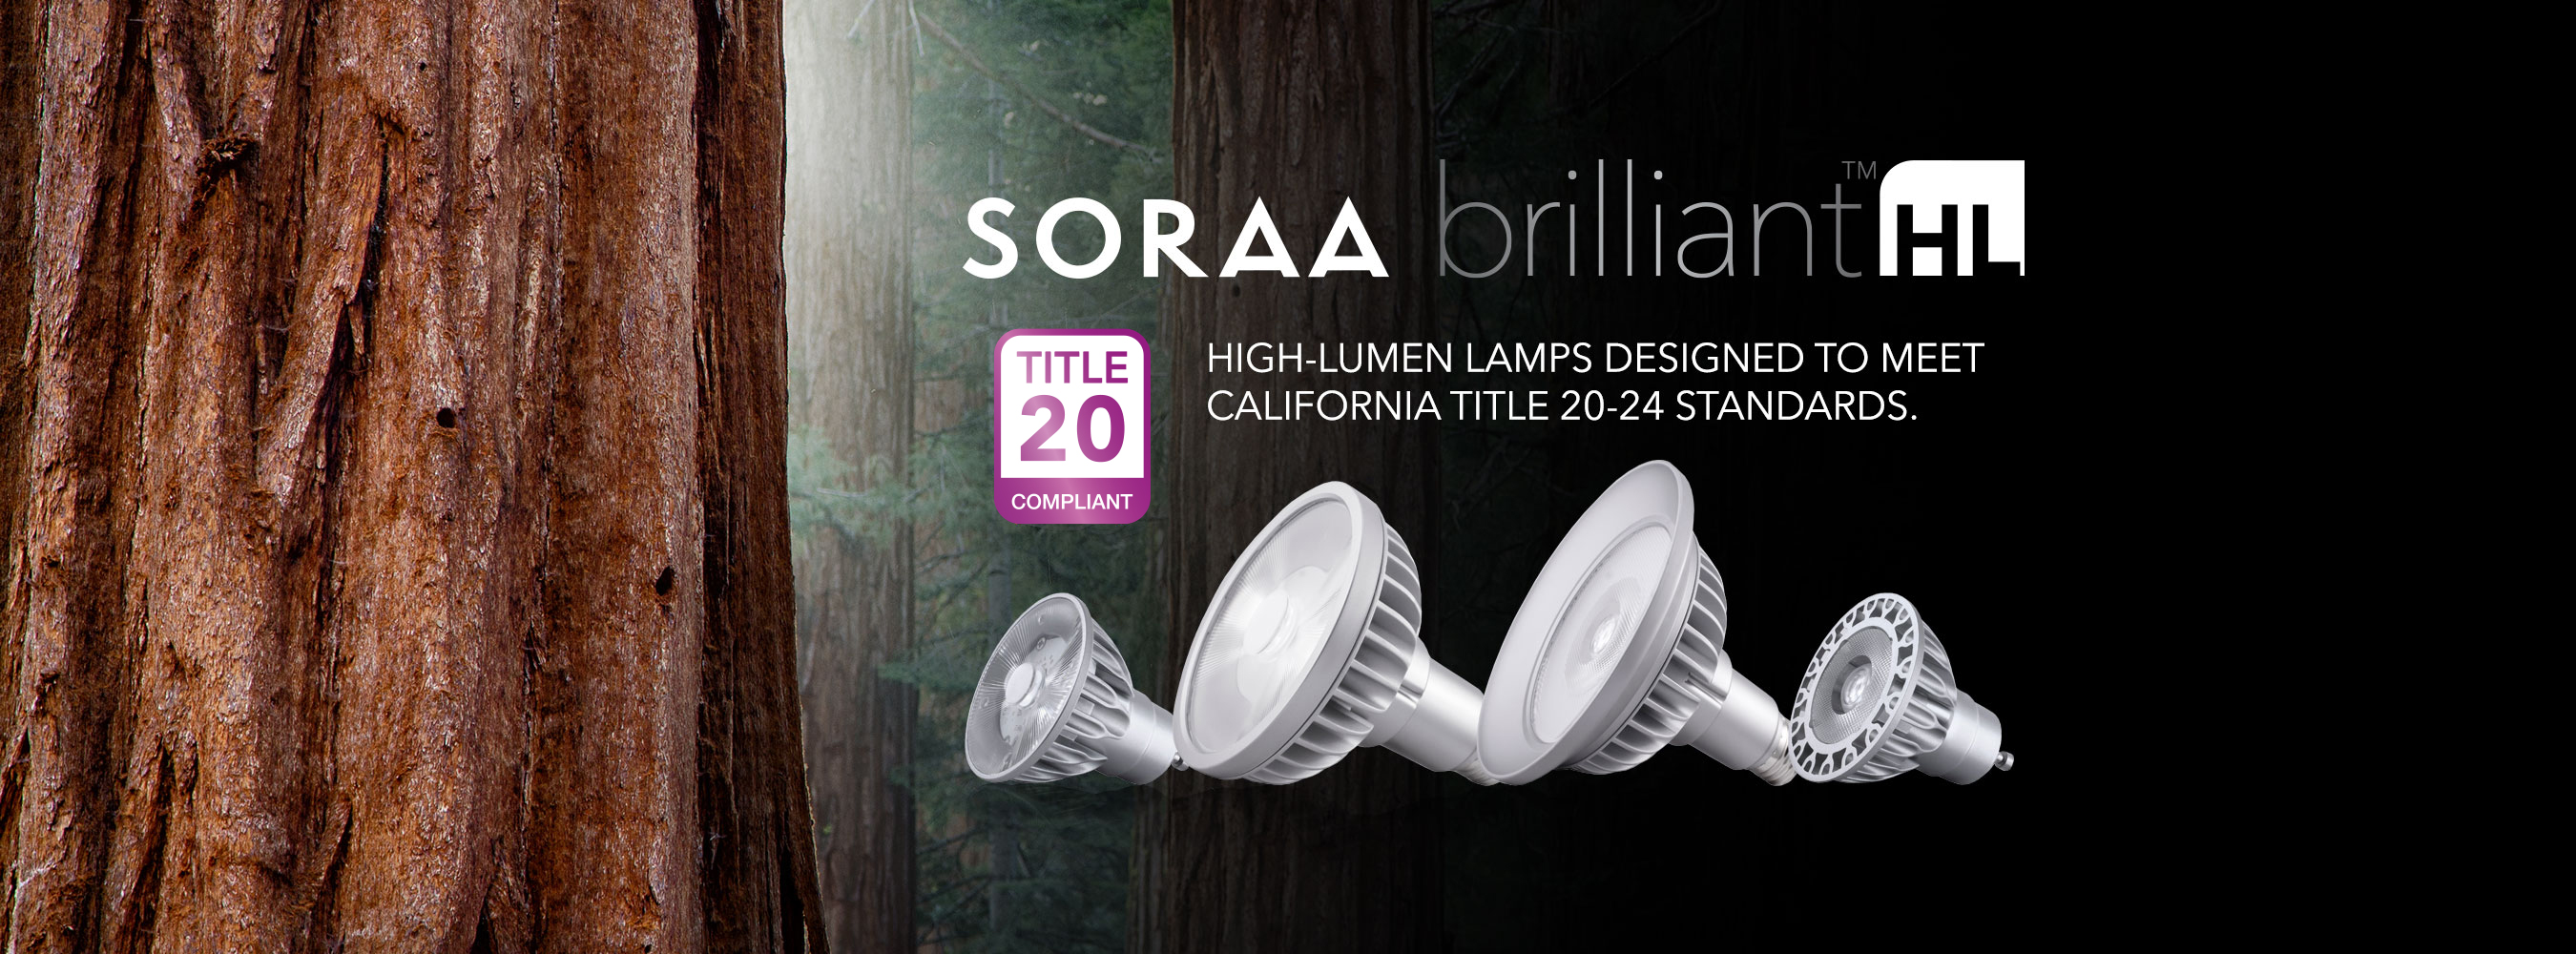 SORAA brilliant™ HL
TITLE
20
COMPLIANT
HIGH-LUMEN LAMPS DESIGNED TO MEET
CALIFORNIA TITLE 20-24 STANDARDS.